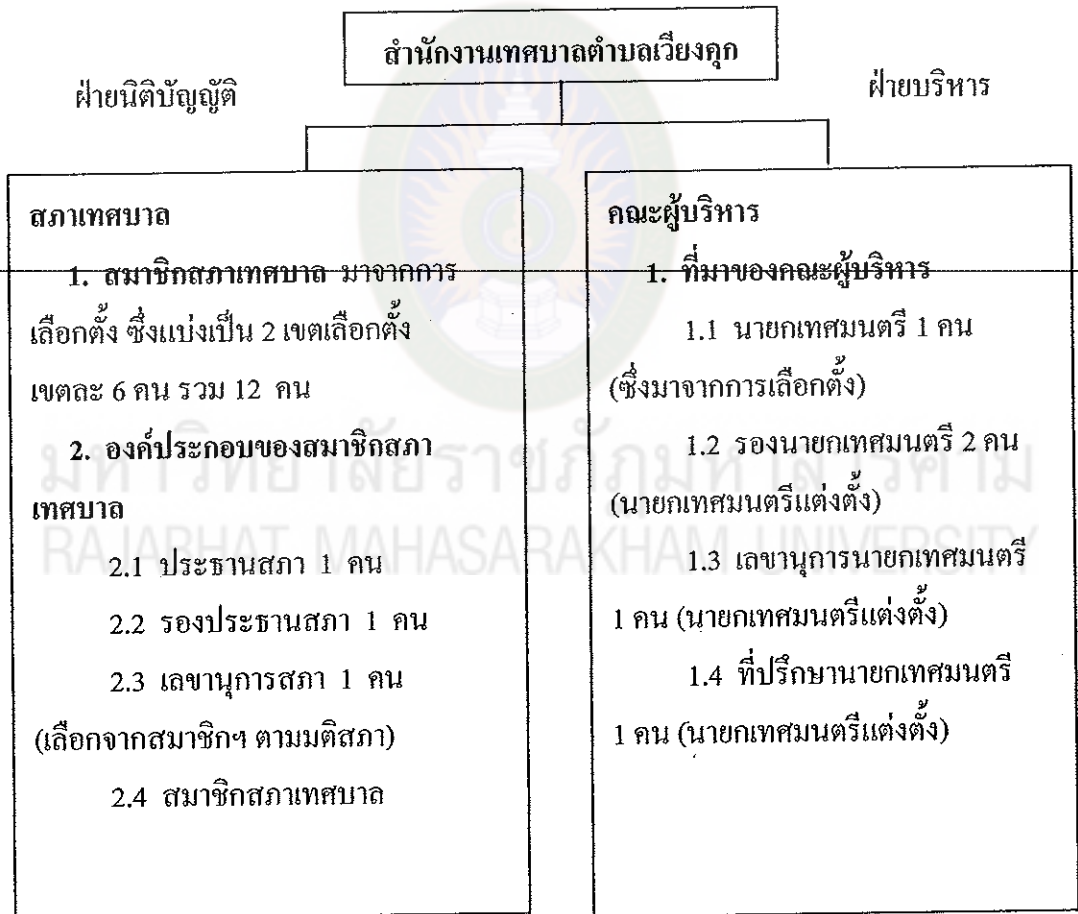 สำนักงานเทศบาลตำบลเวียงคุก
ฝ่ายนิติบัญญัติ
ฝ่ายบริหาร
สภาเทศบาล
1. สมาชิกสภาเทศบาล มาจากการ
เลือกตั้ง ซึ่งแบ่งเป็น 2 เขตเลือกตั้ง
เขตละ 6 คน รวม 12 คน
2. องค์ประกอบของสมาชิกสภา
เทศบาล
2.1 ประธานสภา 1 คน
2.2 รองประธานสภา 1 คน
2.3 เลขานุการสภา 1 คน
(เลือกจากสมาชิกฯ ตามมติสภา)
2.4 สมาชิกสภาเทศบาล
คณะผู้บริหาร
1. ที่มาของคณะผู้บริหาร
1.1 นายกเทศมนตรี 1 คน
(ซึ่งมาจากการเลือกตั้ง)
1.2 รองนายกเทศมนตรี 2 คน
(นายกเทศมนตรีแต่งตั้ง)
1.3 เลขานุการนายกเทศมนตรี
1 คน (นายกเทศมนตรีแต่งตั้ง)
1.4 ที่ปรึกษานายกเทศมนตรี
1 คน (นายกเทศมนตรีแต่งตั้ง)
มหาวิทยาลัยราชภัฏมหาสารคาม
RAJABHAT MAHASARAKHAM UNIVERSITY